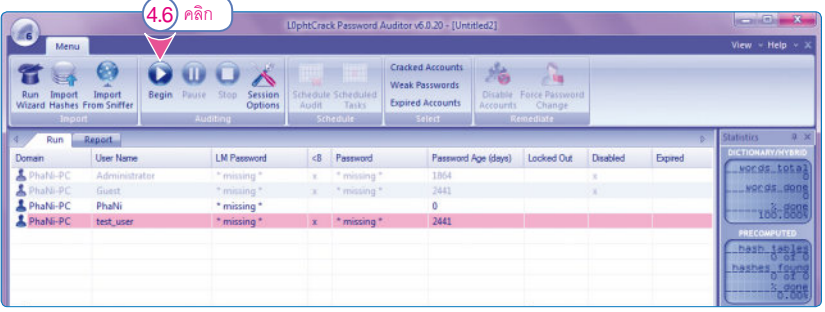 4.6 คลิก
L0phtCrack Password Auditor v6.0.20 - [Untitled2]
6
Menu
View Help X
Run Wizard
Import Hashes
Import From Sniffer
Import
Begin
Pause
Stop
Session Options
Auditing
Schedule Audit
Scheduled Tasks
Schedule
Cracked Accounts
Weak Passwords
Expired Accounts
Select
Disable Accounts
Force Password Change
Remediate
Run Report
Domain User Name LM Password <8 Password Password Age (days) Locked Out Disabled Expired
PhaNi-PC Administrator * missing * x * missing * 1864 x
PhaNi-PC Guest * missing * x * missing * 2441 x
PhaNi-PC PhaNi * missing * 0
PhaNi-PC test_user * missing * x * missing * 2441
Statistics
DICTIONARY/HYBRID
words total
0
words done
0
% done
100.000%
PRECOMPUTED
hash tables
0 of 0
hashes found
0 of 0
% done
0.00%